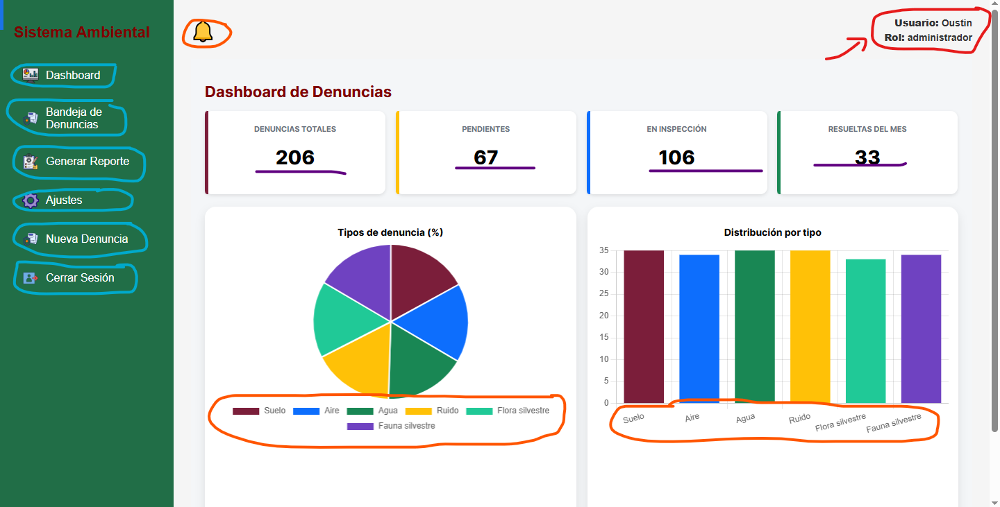 Sistema Ambiental
Dashboard
Bandeja de
Denuncias
Generar Reporte
Ajustes
Nueva Denuncia
Cerrar Sesión
Usuario: Oustin
Rol: administrador
Dashboard de Denuncias
DENUNCIAS TOTALES
206
PENDIENTES
67
EN INSPECCIÓN
106
RESUELTAS DEL MES
33
Tipos de denuncia (%)
Suelo Aire Agua Ruido Flora silvestre
Fauna silvestre
Distribución por tipo
35
30
25
20
15
10
5
0
Suelo Aire Agua Ruido Flora silvestre Fauna silvestre